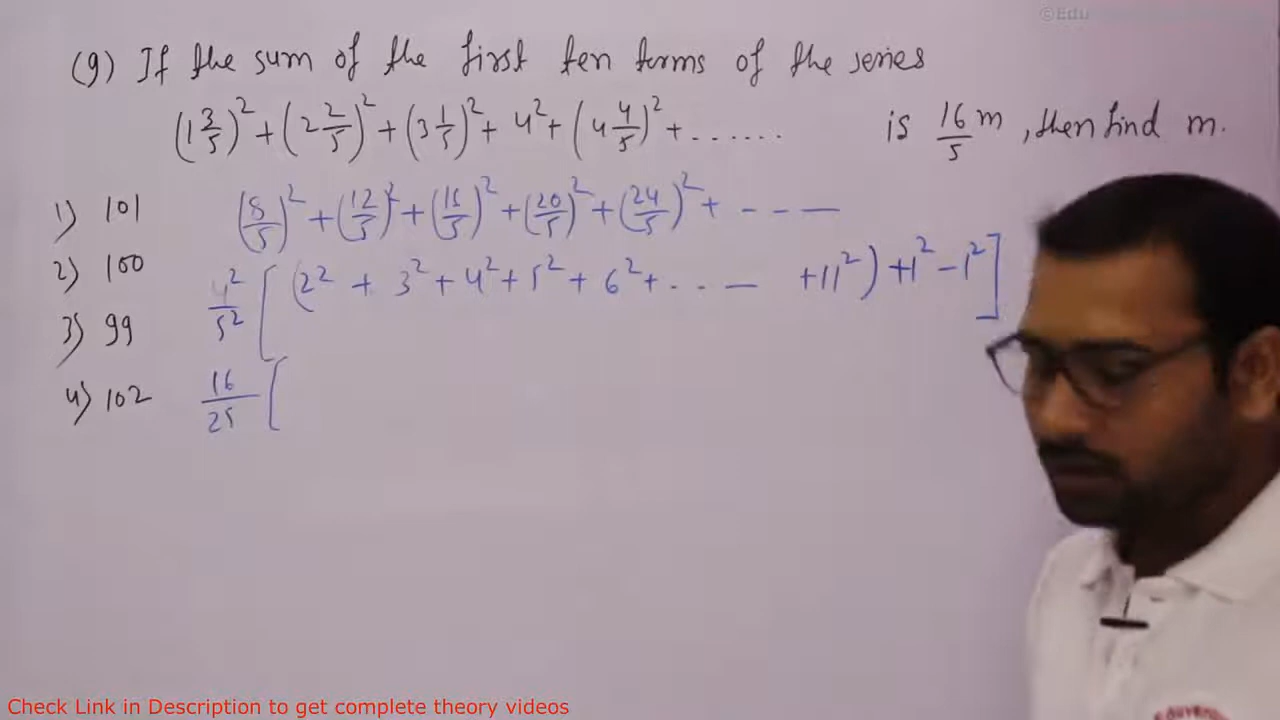 ©Edu
(9) If the sum of the first ten terms of the series
(1 3/5)² + (2 2/5)² + (3 1/5)² + 4² + (4 4/5)² + ....... is 16/5 m, then find m.
1) 101
(8/5)² + (12/5)² + (16/5)² + (20/5)² + (24/5)² + - - —
2) 100
4²/5² [ (2² + 3² + 4² + 5² + 6² + . . - — + 11²) + 1² - 1² ]
3) 99
4) 102
16/25 [
Check Link in Description to get complete theory videos